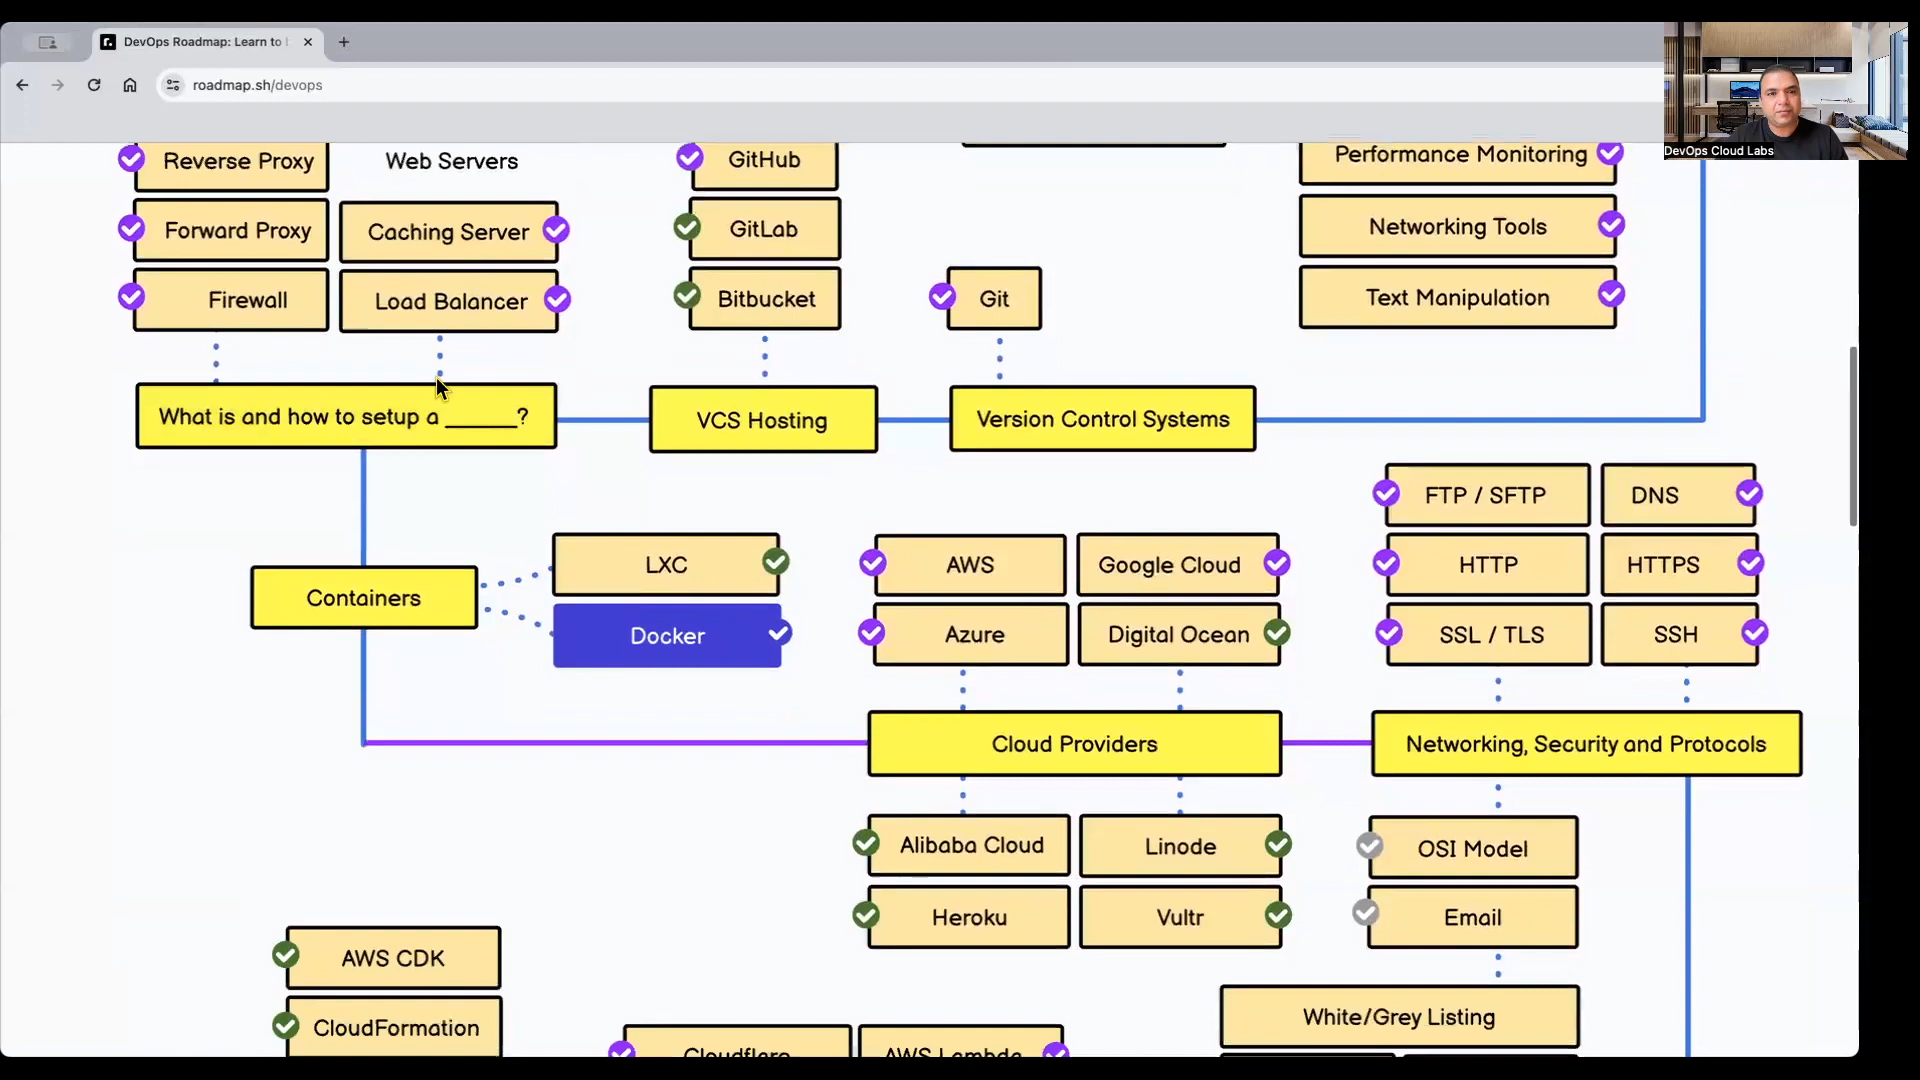 DevOps Roadmap: Learn to
roadmap.sh/devops
DevOps Cloud Labs
Reverse Proxy
Web Servers
GitHub
Performance Monitoring
Forward Proxy
Caching Server
GitLab
Networking Tools
Firewall
Load Balancer
Bitbucket
Git
Text Manipulation
What is and how to setup a ______?
VCS Hosting
Version Control Systems
FTP / SFTP
DNS
LXC
AWS
Google Cloud
HTTP
HTTPS
Containers
Docker
Azure
Digital Ocean
SSL / TLS
SSH
Cloud Providers
Networking, Security and Protocols
Alibaba Cloud
Linode
OSI Model
Heroku
Vultr
Email
AWS CDK
White/Grey Listing
CloudFormation
Cloudflare
AWS Lambda